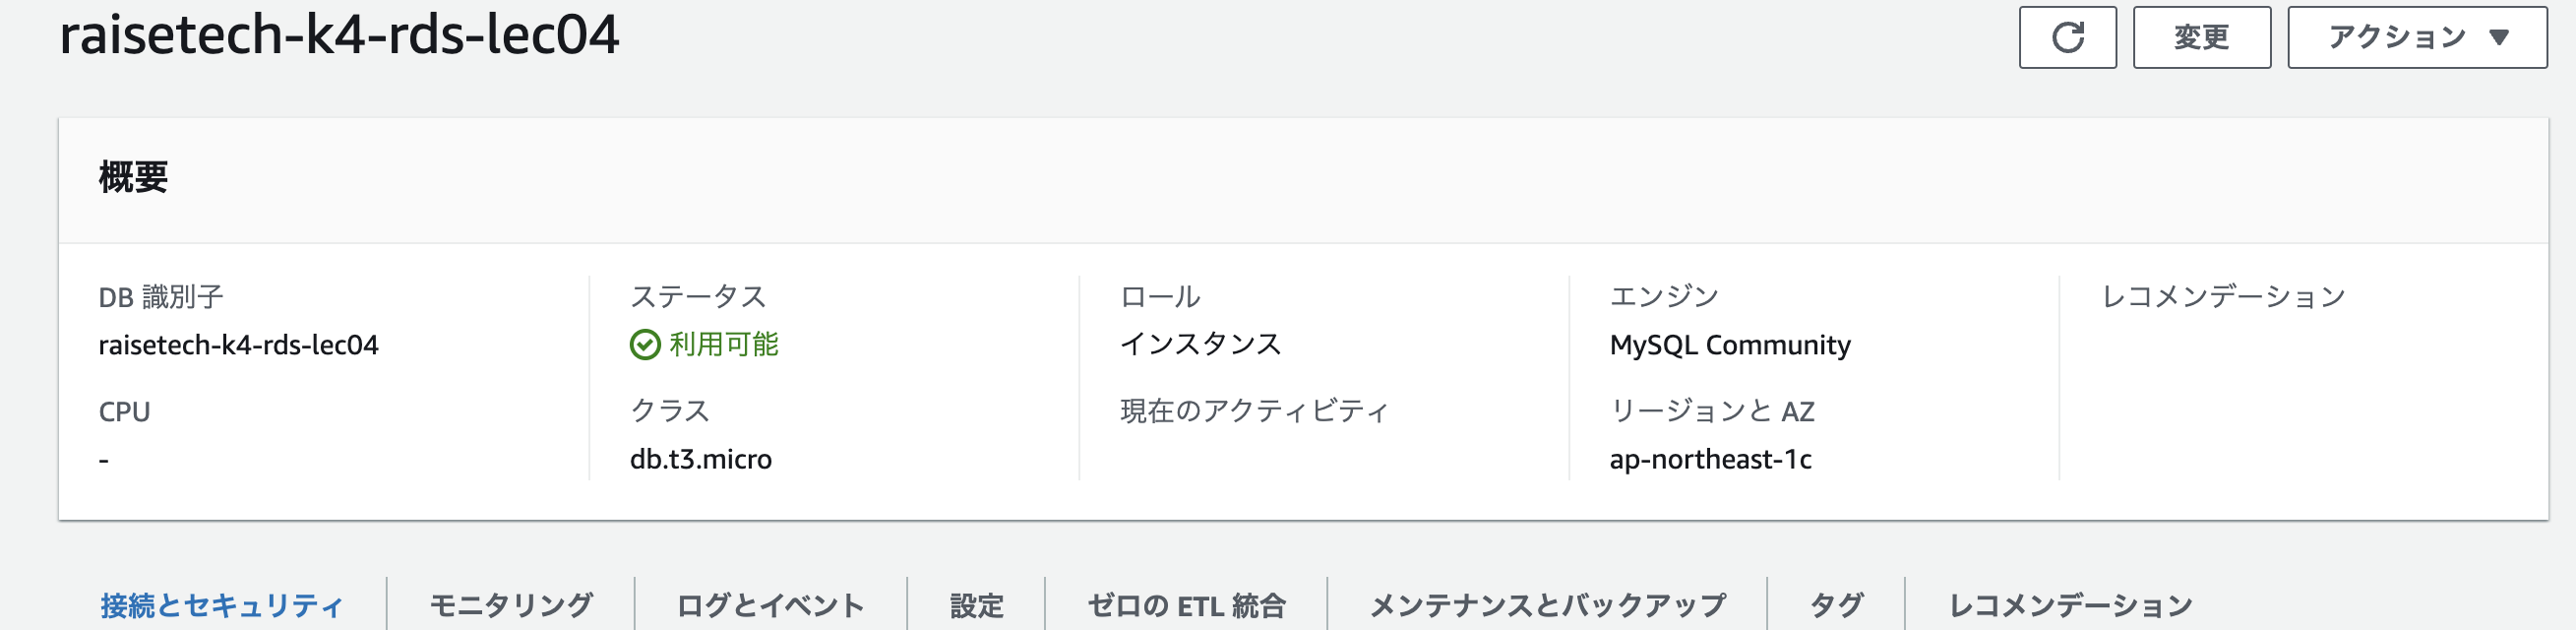 raisetech-k4-rds-lec04
変更
アクション ▼
概要
DB 識別子
raisetech-k4-rds-lec04
CPU
-
ステータス
利用可能
クラス
db.t3.micro
ロール
インスタンス
現在のアクティビティ
エンジン
MySQL Community
リージョンと AZ
ap-northeast-1c
レコメンデーション
接続とセキュリティ
モニタリング
ログとイベント
設定
ゼロの ETL 統合
メンテナンスとバックアップ
タグ
レコメンデーション